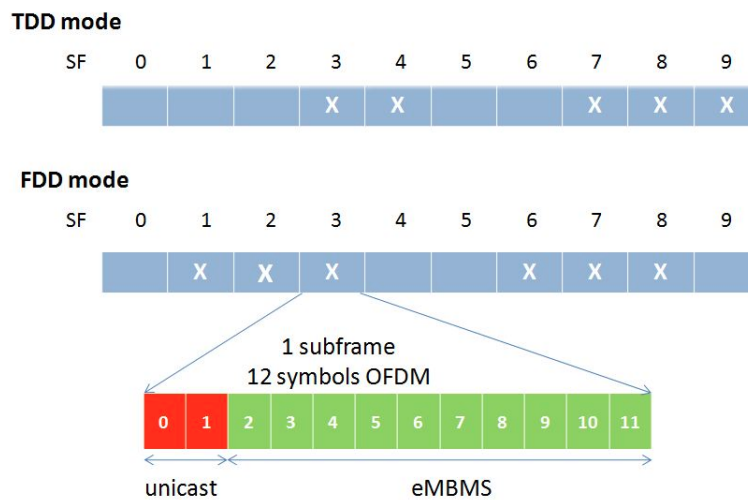 TDD mode
SF 0 1 2 3 4 5 6 7 8 9
X X X X X
FDD mode
SF 0 1 2 3 4 5 6 7 8 9
X X X X X X
1 subframe
12 symbols OFDM
0 1 2 3 4 5 6 7 8 9 10 11
unicast eMBMS